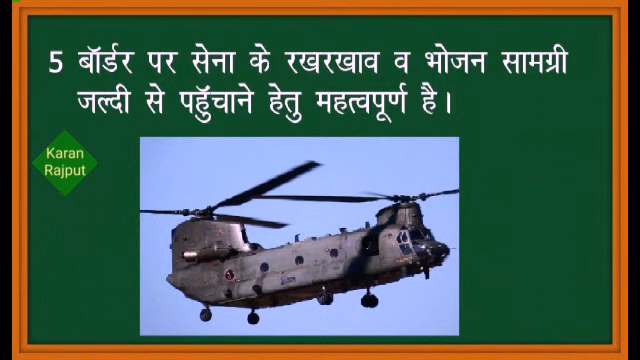 5 बॉर्डर पर सेना के रखरखाव व भोजन सामग्री
जल्दी से पहुँचाने हेतु महत्वपूर्ण है।
Karan
Rajput